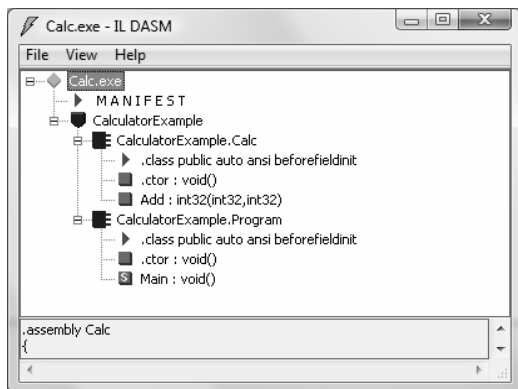 Calc.exe - IL DASM
File View Help
Calc.exe
MANIFEST
CalculatorExample
CalculatorExample.Calc
.class public auto ansi beforefieldinit
.ctor : void()
Add : int32(int32,int32)
CalculatorExample.Program
.class public auto ansi beforefieldinit
.ctor : void()
S Main : void()
.assembly Calc
{